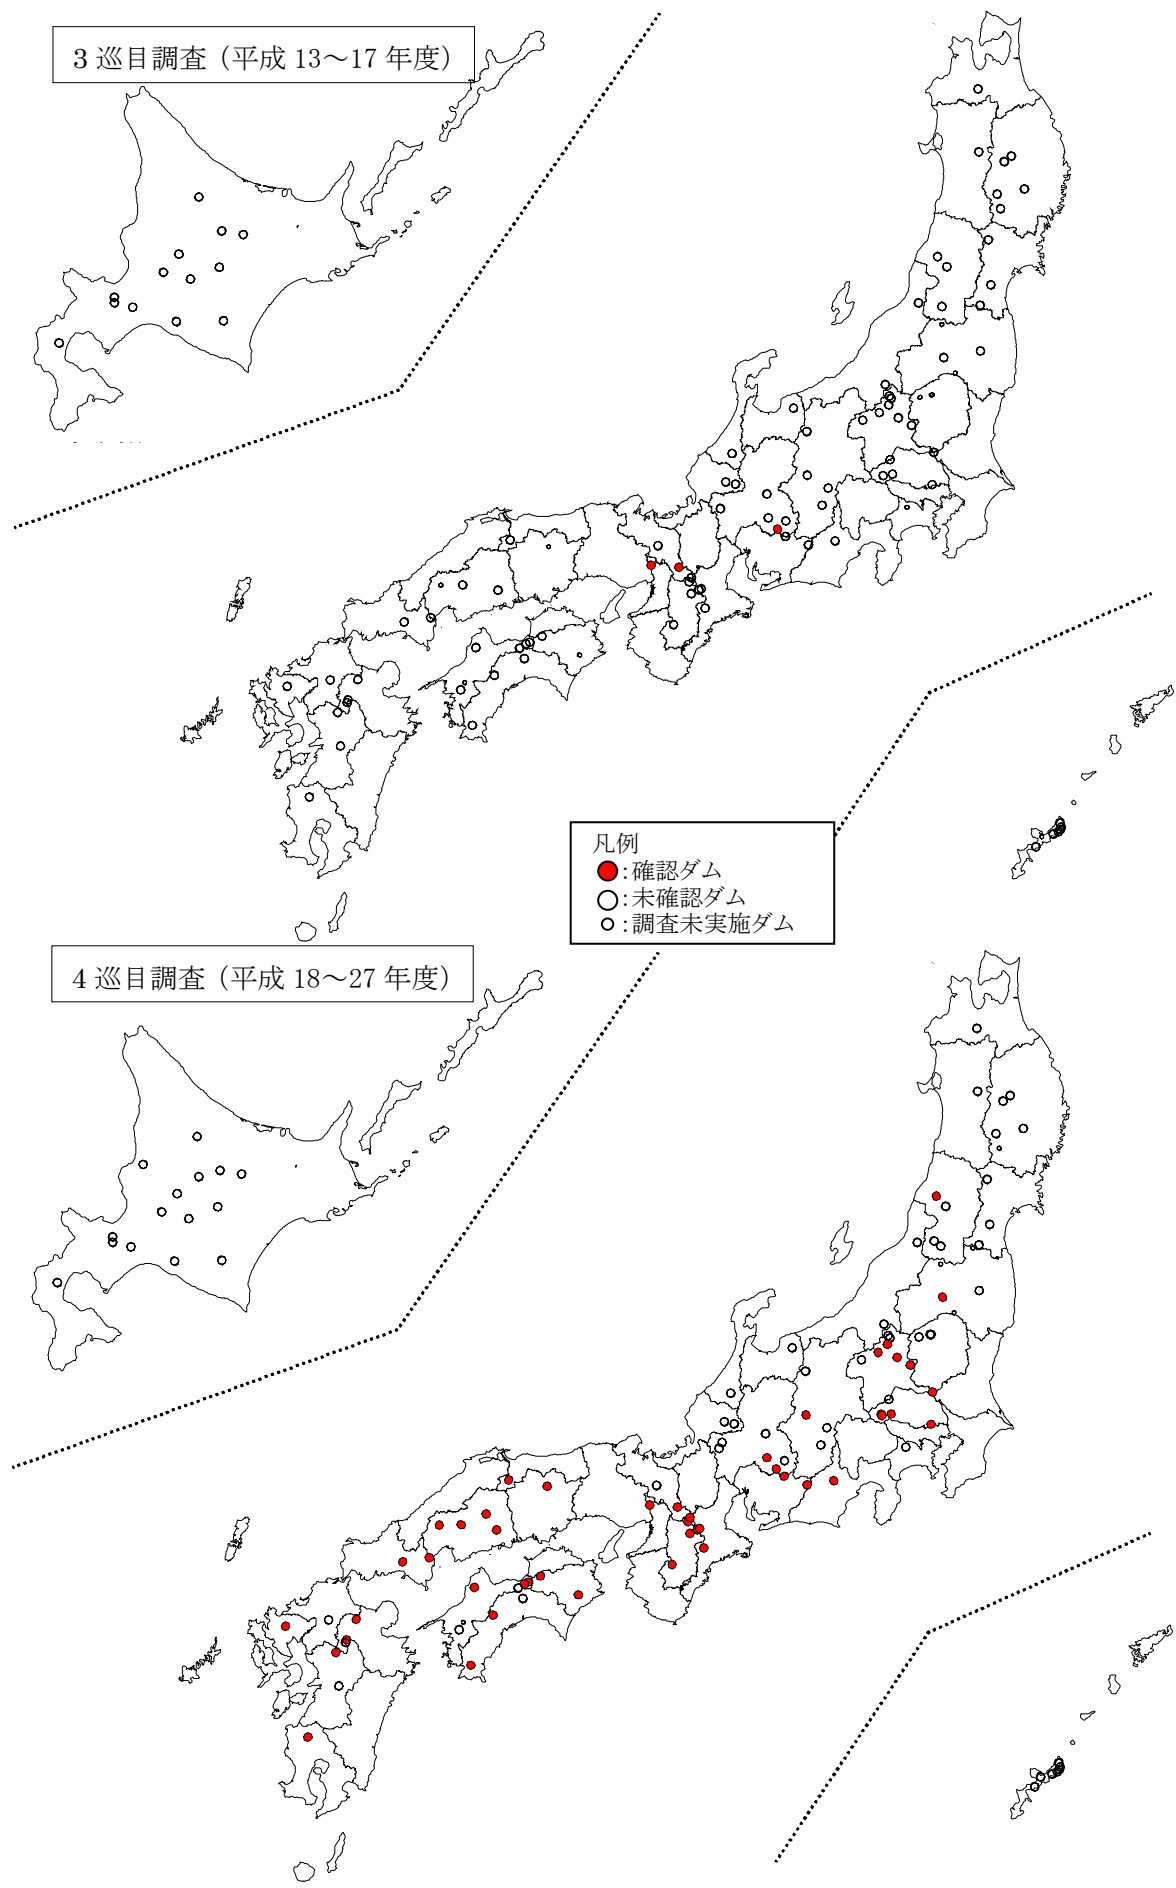 3 巡目調査（平成 13～17 年度）
凡例
：確認ダム
：未確認ダム
：調査未実施ダム
4 巡目調査（平成 18～27 年度）